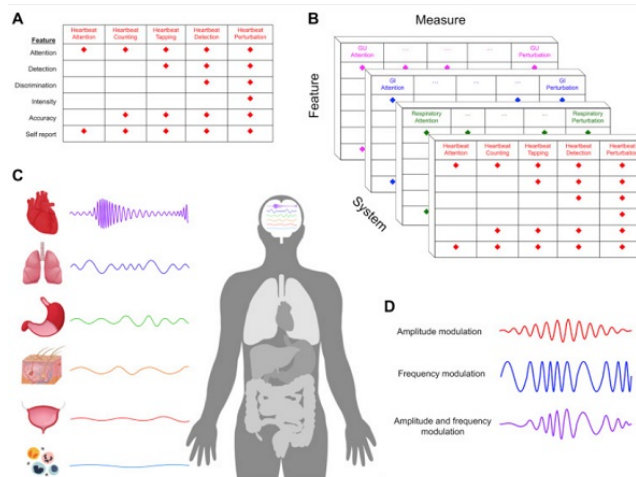 A
Heartbeat Attention
Heartbeat Counting
Heartbeat Tapping
Heartbeat Detection
Heartbeat Perturbation
Feature
Attention
Detection
Discrimination
Intensity
Accuracy
Self report
B
Measure
Feature
System
GU Attention
...
...
GU Perturbation
GI Attention
...
...
GI Perturbation
Respiratory Attention
...
...
Respiratory Perturbation
Heartbeat Attention
Heartbeat Counting
Heartbeat Tapping
Heartbeat Detection
Heartbeat Perturbation
C
D
Amplitude modulation
Frequency modulation
Amplitude and frequency
modulation